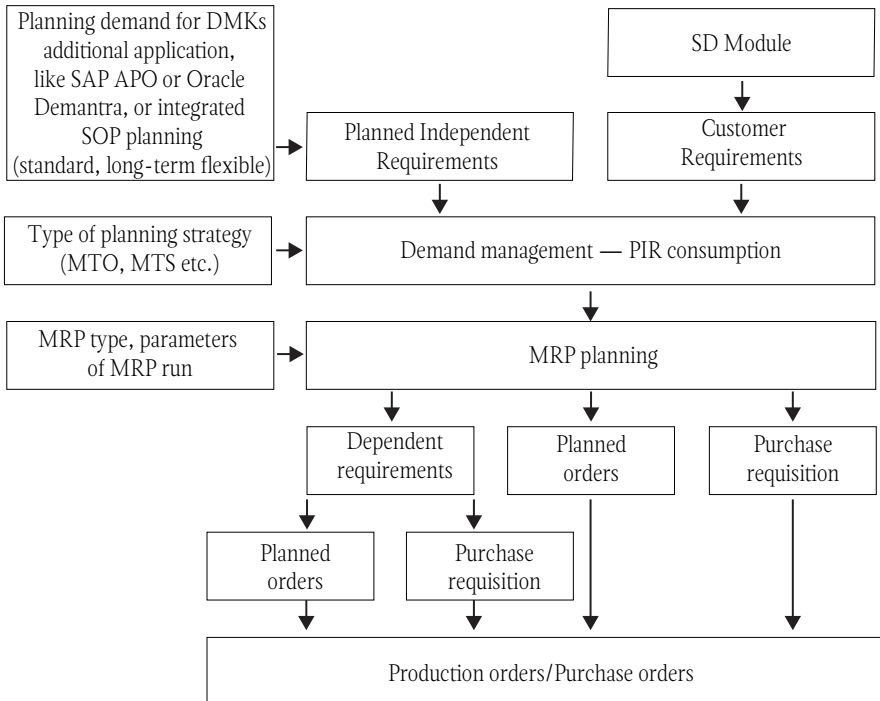 Planning demand for DMKs
additional application,
like SAP APO or Oracle
Demantra, or integrated
SOP planning
(standard, long-term flexible)
SD Module
Planned Independent
Requirements
Customer
Requirements
Type of planning strategy
(MTO, MTS etc.)
Demand management — PIR consumption
MRP type, parameters
of MRP run
MRP planning
Dependent
requirements
Planned
orders
Purchase
requisition
Planned
orders
Purchase
requisition
Production orders/Purchase orders